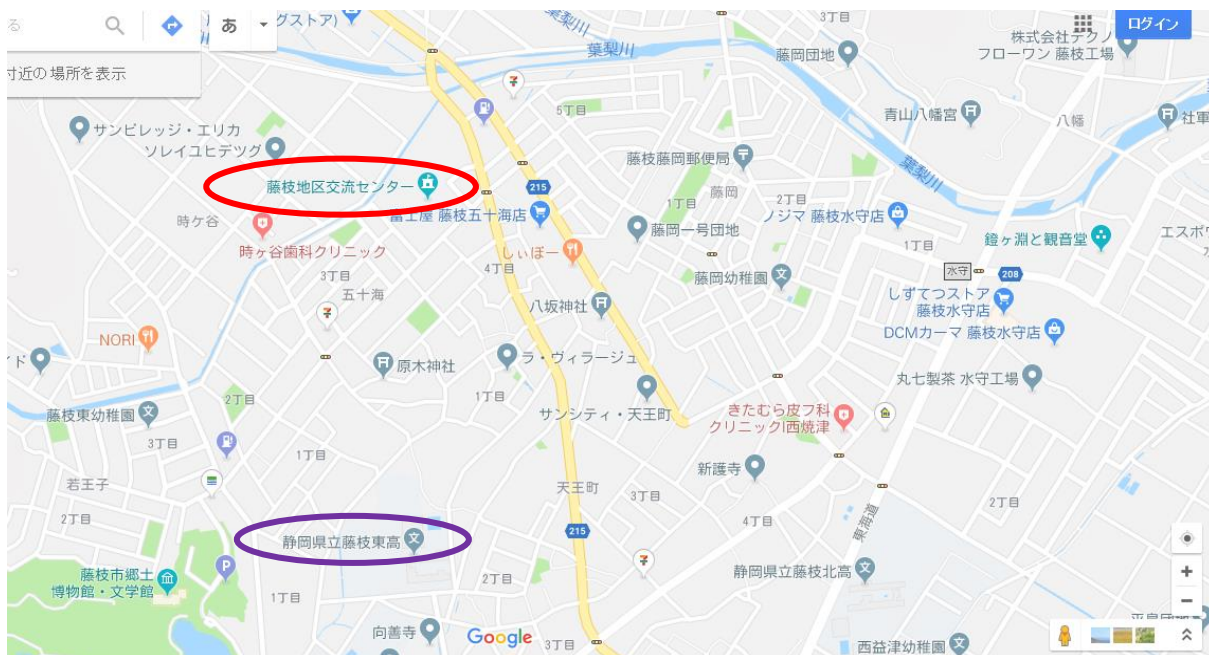 る
あ
グストア)
付近の場所を表示
ログイン
葉梨川
3丁目
藤岡団地
株式会社テクノ
フローワン 藤枝工場
サンビレッジ・エリカ
ソレイユヒデツグ
5丁目
青山八幡宮
八幡
社軍
藤枝地区交流センター
215
藤枝藤岡郵便局
藤岡
葉梨川
時ケ谷
富士屋 藤枝五十海店
1丁目
2丁目
ノジマ 藤枝水守店
時ヶ谷歯科クリニック
しぃぼー
藤岡一号団地
1丁目
鐙ヶ淵と観音堂
エスポワ
3丁目
五十海
4丁目
藤岡幼稚園
水守
208
八坂神社
しずてつストア
藤枝水守店
DCMカーマ 藤枝水守店
NORI
イド
原木神社
ラ・ヴィラージュ
丸七製茶 水守工場
藤枝東幼稚園
2丁目
1丁目
サンシティ・天王町
きたむら皮フ科
クリニック|西焼津
3丁目
1丁目
新護寺
若王子
天王町
3丁目
2丁目
2丁目
4丁目
東海道
静岡県立藤枝東高
215
藤枝市郷土
博物館・文学館
P
2丁目
静岡県立藤枝北高
1丁目
向善寺
Google
3丁目
西益津幼稚園
平島団地